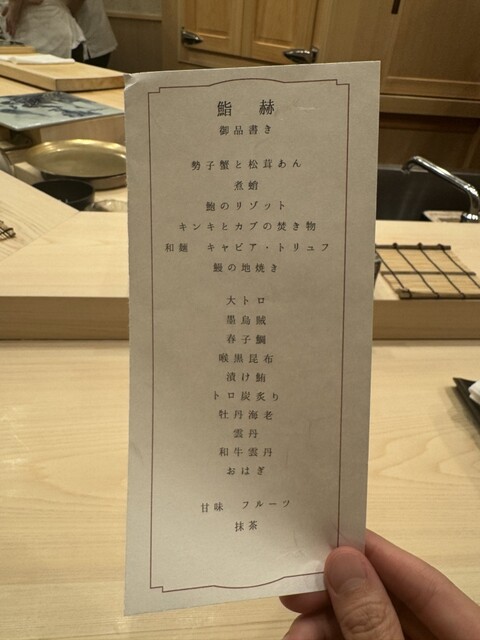 鮨 赫
御品書き
勢子蟹と松茸あん
煮蛤
鮑のリゾット
キンキとカブの焚き物
和麺 キャビア・トリュフ
鰻の地焼き
大トロ
墨烏賊
春子鯛
喉黒昆布
漬け鮪
トロ炭炙り
牡丹海老
雲丹
和牛雲丹
おはぎ
甘味 フルーツ
抹茶